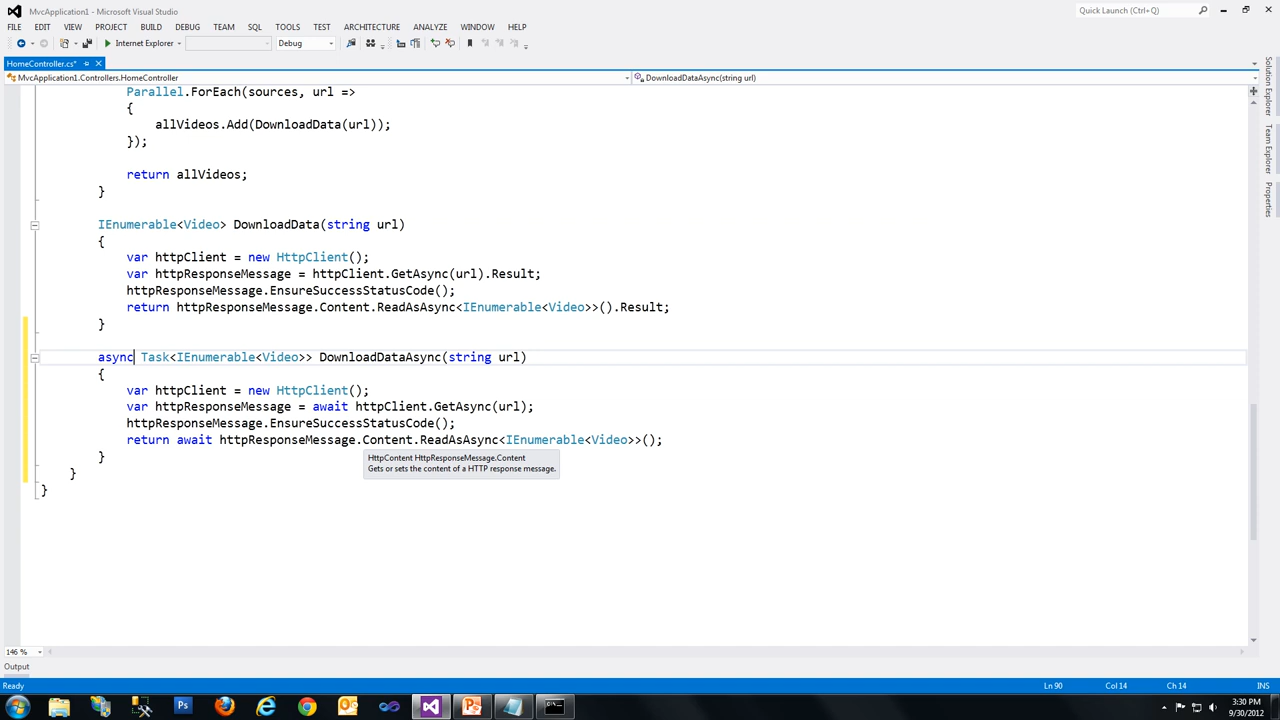 MvcApplication1 - Microsoft Visual Studio
Quick Launch (Ctrl+Q)
FILE EDIT VIEW PROJECT BUILD DEBUG TEAM SQL TOOLS TEST ARCHITECTURE ANALYZE WINDOW HELP
Internet Explorer Debug
HomeController.cs*
MvcApplication1.Controllers.HomeController DownloadDataAsync(string url)
Parallel.ForEach(sources, url =>
{
allVideos.Add(DownloadData(url));
});
return allVideos;
}
IEnumerable<Video> DownloadData(string url)
{
var httpClient = new HttpClient();
var httpResponseMessage = httpClient.GetAsync(url).Result;
httpResponseMessage.EnsureSuccessStatusCode();
return httpResponseMessage.Content.ReadAsAsync<IEnumerable<Video>>().Result;
}
async Task<IEnumerable<Video>> DownloadDataAsync(string url)
{
var httpClient = new HttpClient();
var httpResponseMessage = await httpClient.GetAsync(url);
httpResponseMessage.EnsureSuccessStatusCode();
return await httpResponseMessage.Content.ReadAsAsync<IEnumerable<Video>>();
}
HttpContent HttpResponseMessage.Content
Gets or sets the content of a HTTP response message.
}
}
Solution Explorer
Team Explorer
Properties
146 %
Output
Ready Ln 90 Col 14 Ch 14 INS
Ps
3:30 PM
9/30/2012